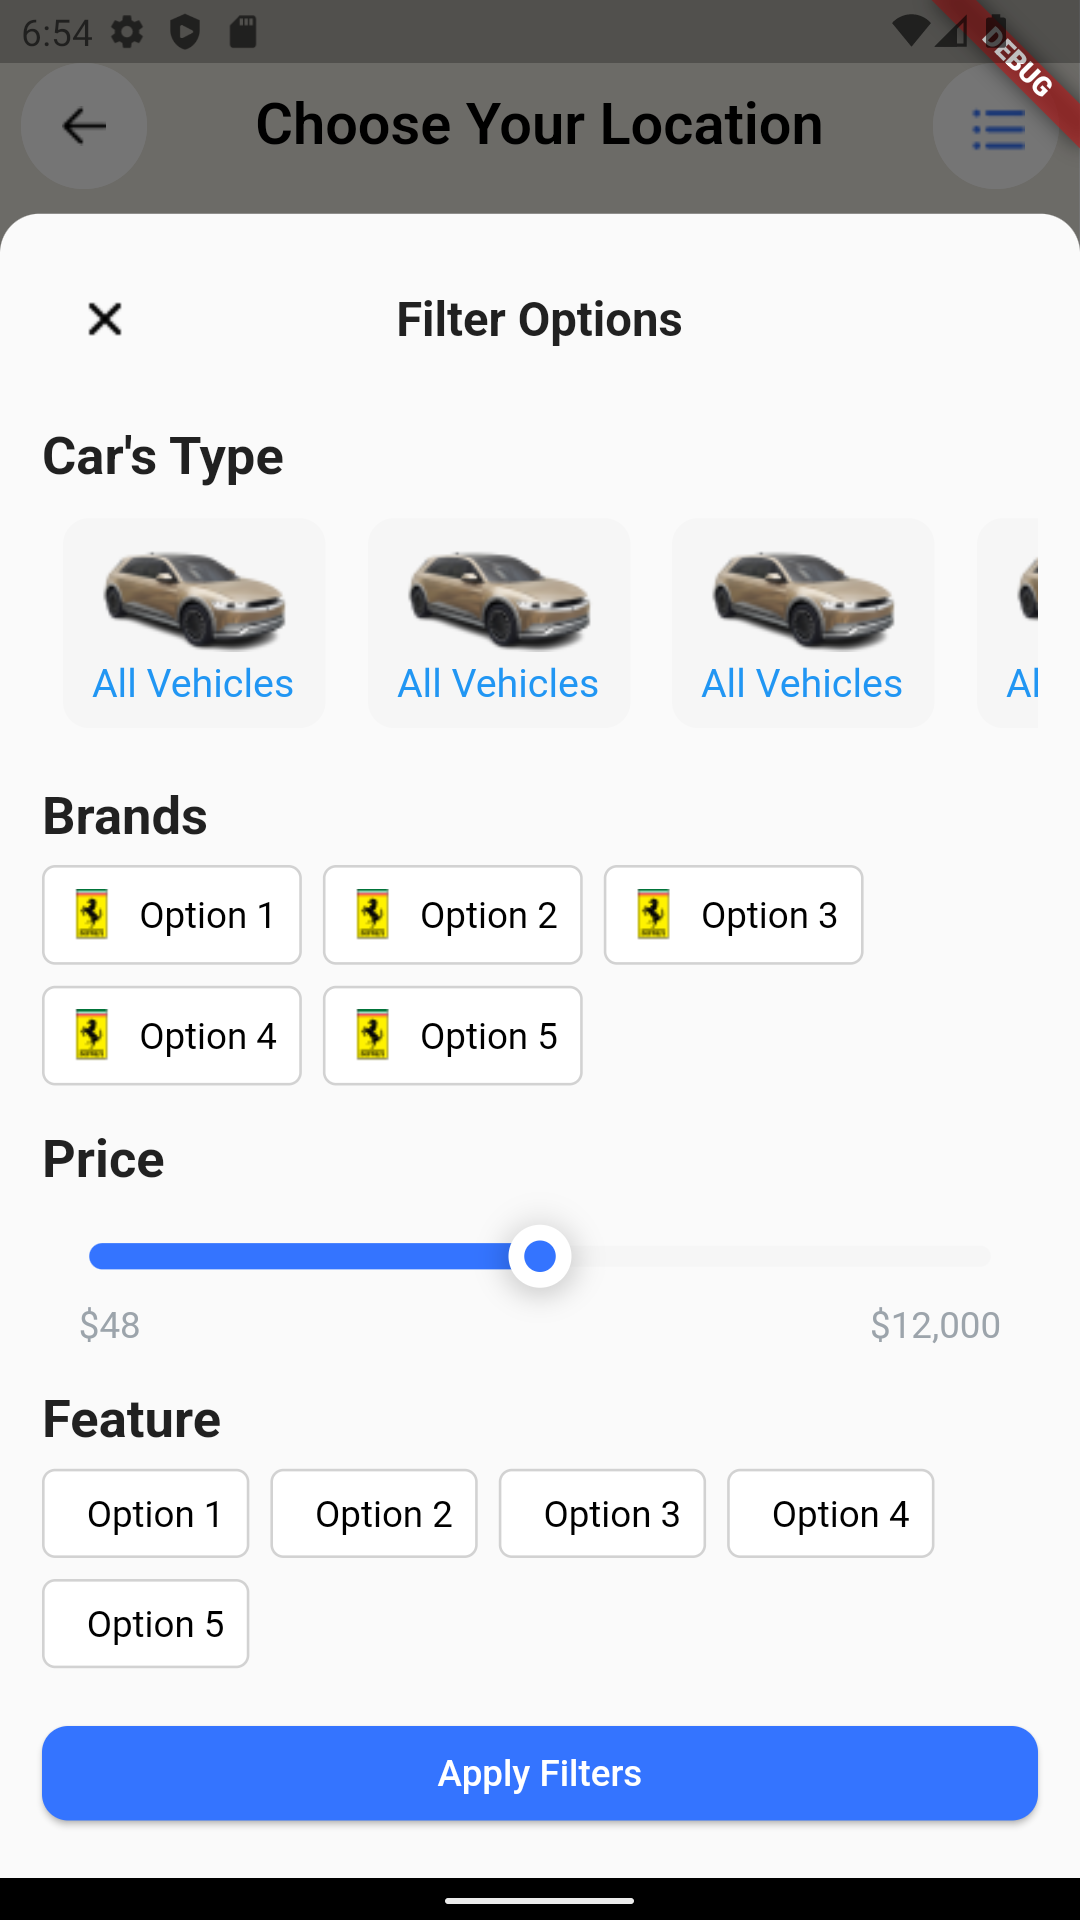 6:54
DEBUG
Choose Your Location
Filter Options
Car's Type
All Vehicles All Vehicles All Vehicles Al
Brands
Option 1 Option 2 Option 3
Option 4 Option 5
Price
$48 $12,000
Feature
Option 1 Option 2 Option 3 Option 4
Option 5
Apply Filters